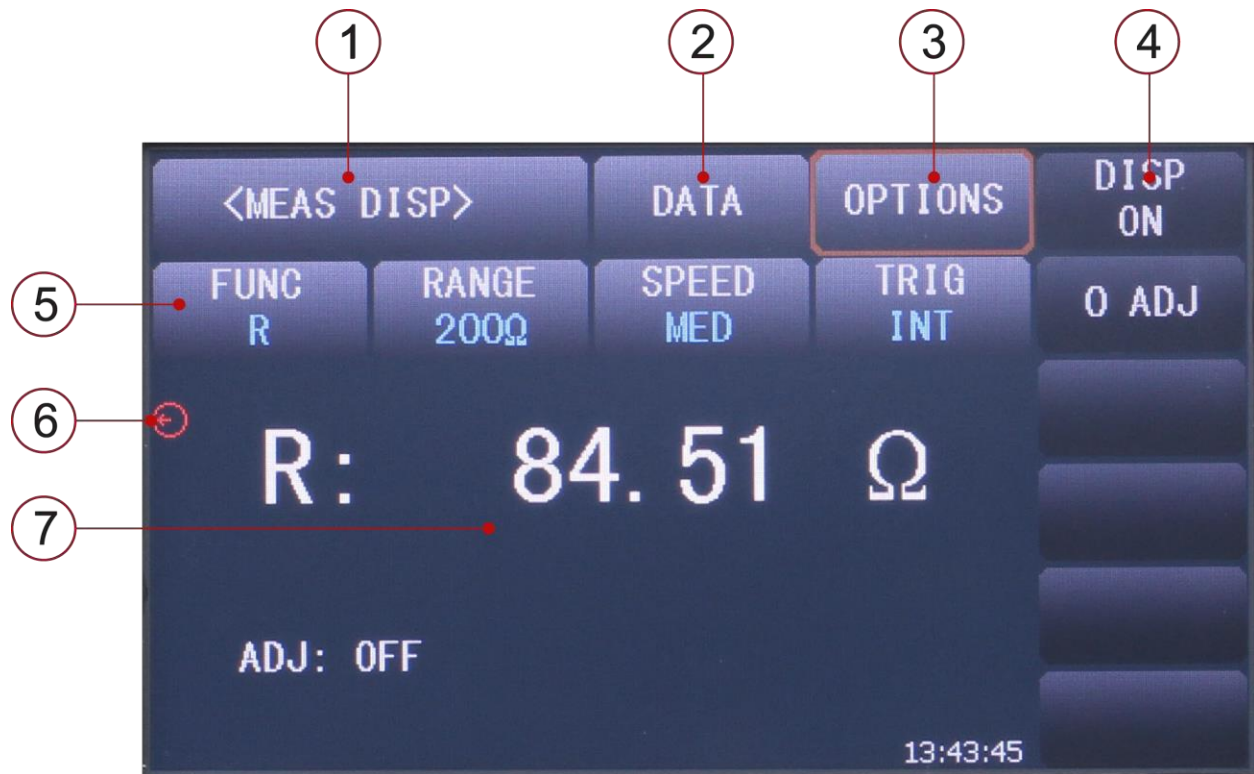 1
2
3
4
<MEAS DISP>
DATA
OPTIONS
DISP
ON
FUNC
R
RANGE
200Ω
SPEED
MED
TRIG
INT
0 ADJ
5
6
R: 84.51 Ω
7
ADJ: OFF
13:43:45